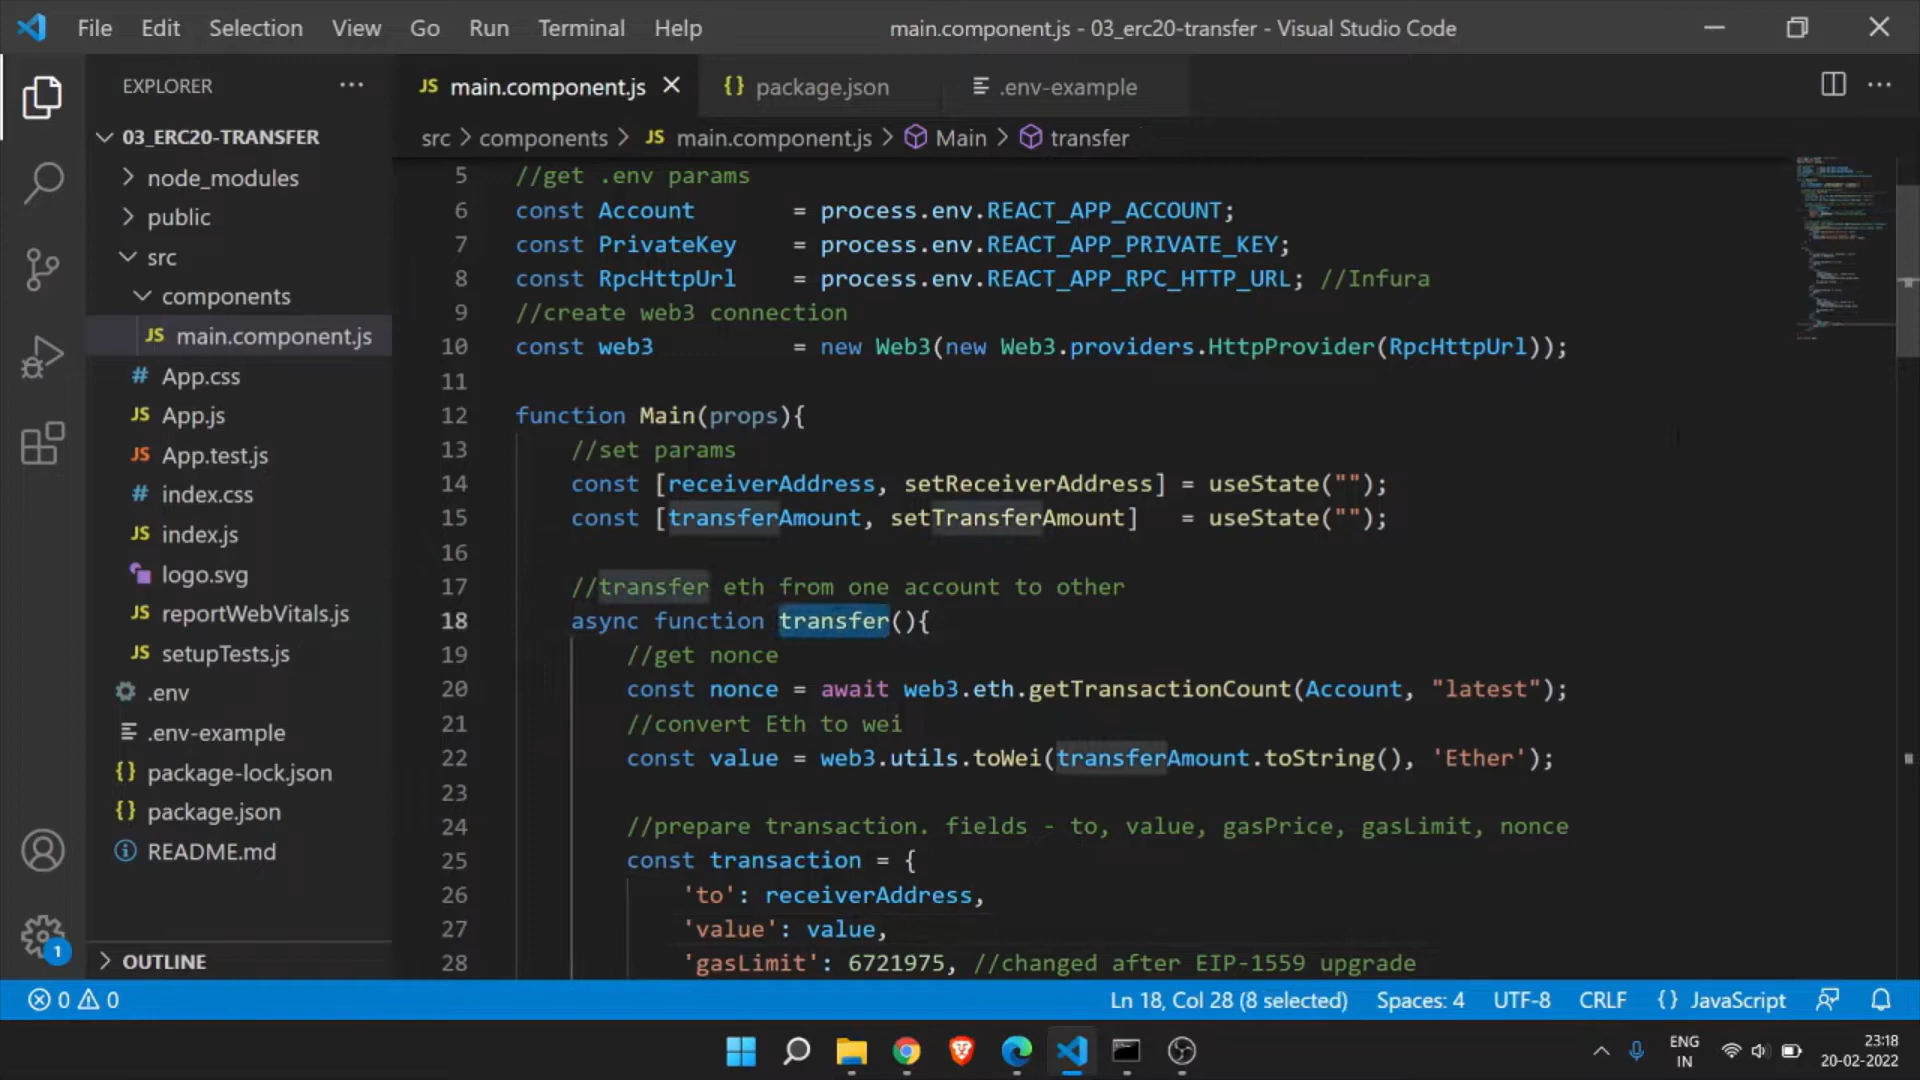 File Edit Selection View Go Run Terminal Help
main.component.js - 03_erc20-transfer - Visual Studio Code
EXPLORER
03_ERC20-TRANSFER
node_modules
public
src
components
JS main.component.js
# App.css
JS App.js
JS App.test.js
# index.css
JS index.js
logo.svg
JS reportWebVitals.js
JS setupTests.js
.env
.env-example
{} package-lock.json
{} package.json
README.md
OUTLINE
1
JS main.component.js
{} package.json
.env-example
src > components > JS main.component.js > Main > transfer
5 //get .env params
6 const Account = process.env.REACT_APP_ACCOUNT;
7 const PrivateKey = process.env.REACT_APP_PRIVATE_KEY;
8 const RpcHttpUrl = process.env.REACT_APP_RPC_HTTP_URL; //Infura
9 //create web3 connection
10 const web3 = new Web3(new Web3.providers.HttpProvider(RpcHttpUrl));
11
12 function Main(props){
13 //set params
14 const [receiverAddress, setReceiverAddress] = useState("");
15 const [transferAmount, setTransferAmount] = useState("");
16
17 //transfer eth from one account to other
18 async function transfer(){
19 //get nonce
20 const nonce = await web3.eth.getTransactionCount(Account, "latest");
21 //convert Eth to wei
22 const value = web3.utils.toWei(transferAmount.toString(), 'Ether');
23
24 //prepare transaction. fields - to, value, gasPrice, gasLimit, nonce
25 const transaction = {
26 'to': receiverAddress,
27 'value': value,
28 'gasLimit': 6721975, //changed after EIP-1559 upgrade
0 0
Ln 18, Col 28 (8 selected) Spaces: 4 UTF-8 CRLF {} JavaScript
ENG
IN
23:18
20-02-2022